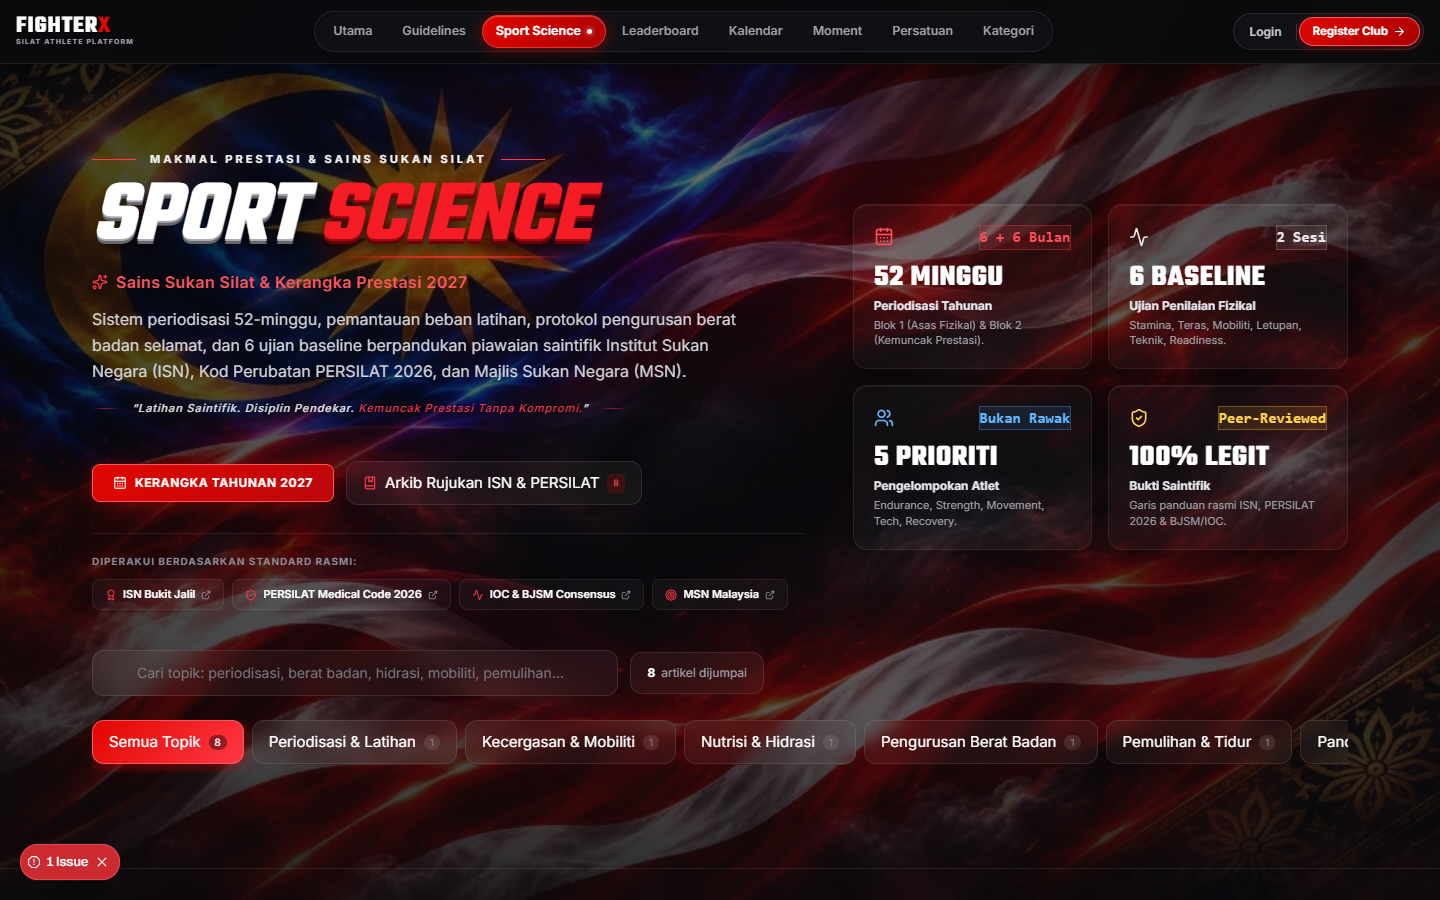 FIGHTERX
SILAT ATHLETE PLATFORM
Utama
Guidelines
Sport Science
Leaderboard
Kalendar
Moment
Persatuan
Kategori
Login
Register Club
MAKMAL PRESTASI & SAINS SUKAN SILAT
SPORT SCIENCE
Sains Sukan Silat & Kerangka Prestasi 2027
Sistem periodisasi 52-minggu, pemantauan beban latihan, protokol pengurusan berat
badan selamat, dan 6 ujian baseline berpandukan piawaian saintifik Institut Sukan
Negara (ISN), Kod Perubatan PERSILAT 2026, dan Majlis Sukan Negara (MSN).
"Latihan Saintifik. Disiplin Pendekar. Kemuncak Prestasi Tanpa Kompromi."
KERANGKA TAHUNAN 2027
Arkib Rujukan ISN & PERSILAT 8
DIPERAKUI BERDASARKAN STANDARD RASMI:
ISN Bukit Jalil
PERSILAT Medical Code 2026
IOC & BJSM Consensus
MSN Malaysia
6 + 6 Bulan
52 MINGGU
Periodisasi Tahunan
Blok 1 (Asas Fizikal) & Blok 2
(Kemuncak Prestasi).
2 Sesi
6 BASELINE
Ujian Penilaian Fizikal
Stamina, Teras, Mobiliti, Letupan,
Teknik, Readiness.
Bukan Rawak
5 PRIORITI
Pengelompokan Atlet
Endurance, Strength, Movement,
Tech, Recovery.
Peer-Reviewed
100% LEGIT
Bukti Saintifik
Garis panduan rasmi ISN, PERSILAT
2026 & BJSM/IOC.
Cari topik: periodisasi, berat badan, hidrasi, mobiliti, pemulihan...
8 artikel dijumpai
Semua Topik 8
Periodisasi & Latihan 1
Kecergasan & Mobiliti 1
Nutrisi & Hidrasi 1
Pengurusan Berat Badan 1
Pemulihan & Tidur 1
1 Issue